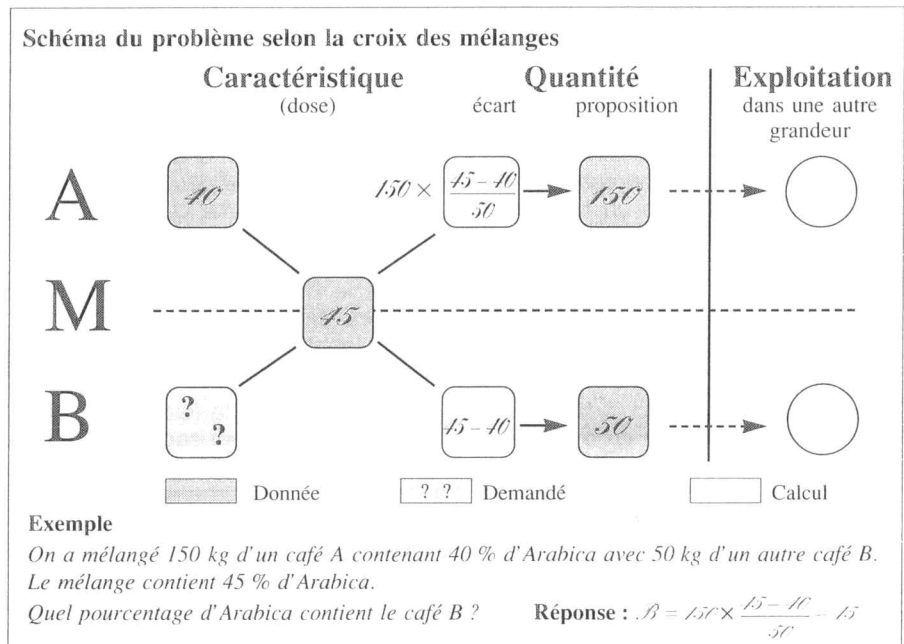 Schéma du problème selon la croix des mélanges
Caractéristique Quantité Exploitation
(dose) écart proposition dans une autre
grandeur
A 40 150 × 45 – 40 / 50 150
M 45
B ? ? 45 – 40 50
Donnée ? ? Demandé Calcul
Exemple
On a mélangé 150 kg d'un café A contenant 40 % d'Arabica avec 50 kg d'un autre café B.
Le mélange contient 45 % d'Arabica.
Quel pourcentage d'Arabica contient le café B ? Réponse : B = 150 × 45 – 40 / 50 – 45